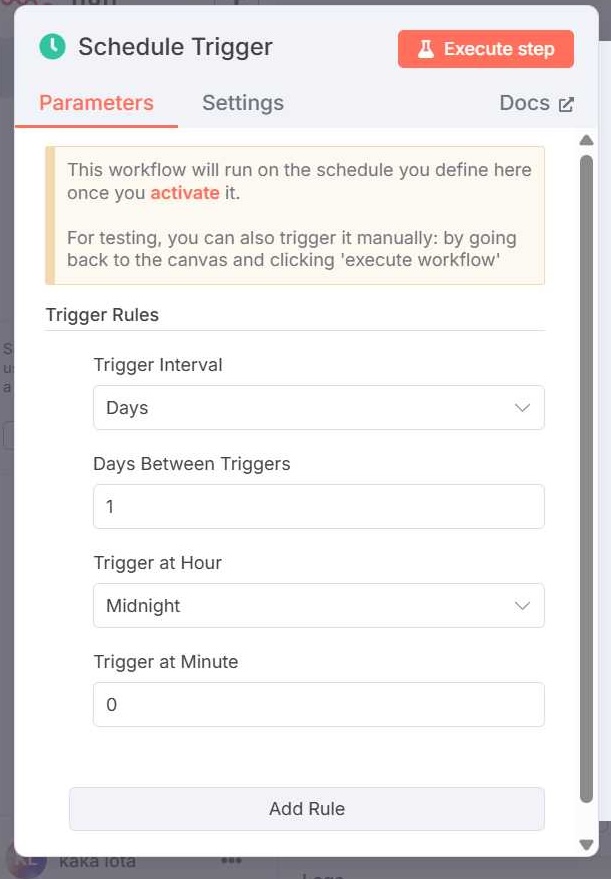 Schedule Trigger
Execute step
Parameters
Settings
Docs
This workflow will run on the schedule you define here
once you activate it.
For testing, you can also trigger it manually: by going
back to the canvas and clicking 'execute workflow'
Trigger Rules
Trigger Interval
Days
Days Between Triggers
1
Trigger at Hour
Midnight
Trigger at Minute
0
Add Rule
kaka lota